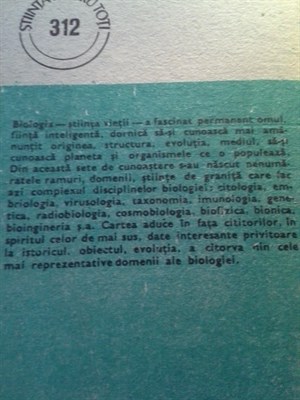 ȘTIINȚA TUTUROR
312
Biologia — știința vieții — a fascinat permanent omul,
ființă inteligentă, dornică să-și cunoască mai amă-
nunțit originea, structura, evoluția, mediul, să-și
cunoască planeta și organismele ce o populează.
Din această sete de cunoaștere s-au născut nenumă-
ratele ramuri, domenii, științe de graniță care fac
azi complexul disciplinelor biologiei: citologia, em-
briologia, virusologia, taxonomia, imunologia, gene-
tica, radiobiologia, cosmobiologia, biofizica, bionica,
bioingineria ș.a. Cartea aduce în fața cititorilor, în
spiritul celor de mai sus, date interesante privitoare
la istoricul, obiectul, evoluția, a cîtorva din cele
mai reprezentative domenii ale biologiei.